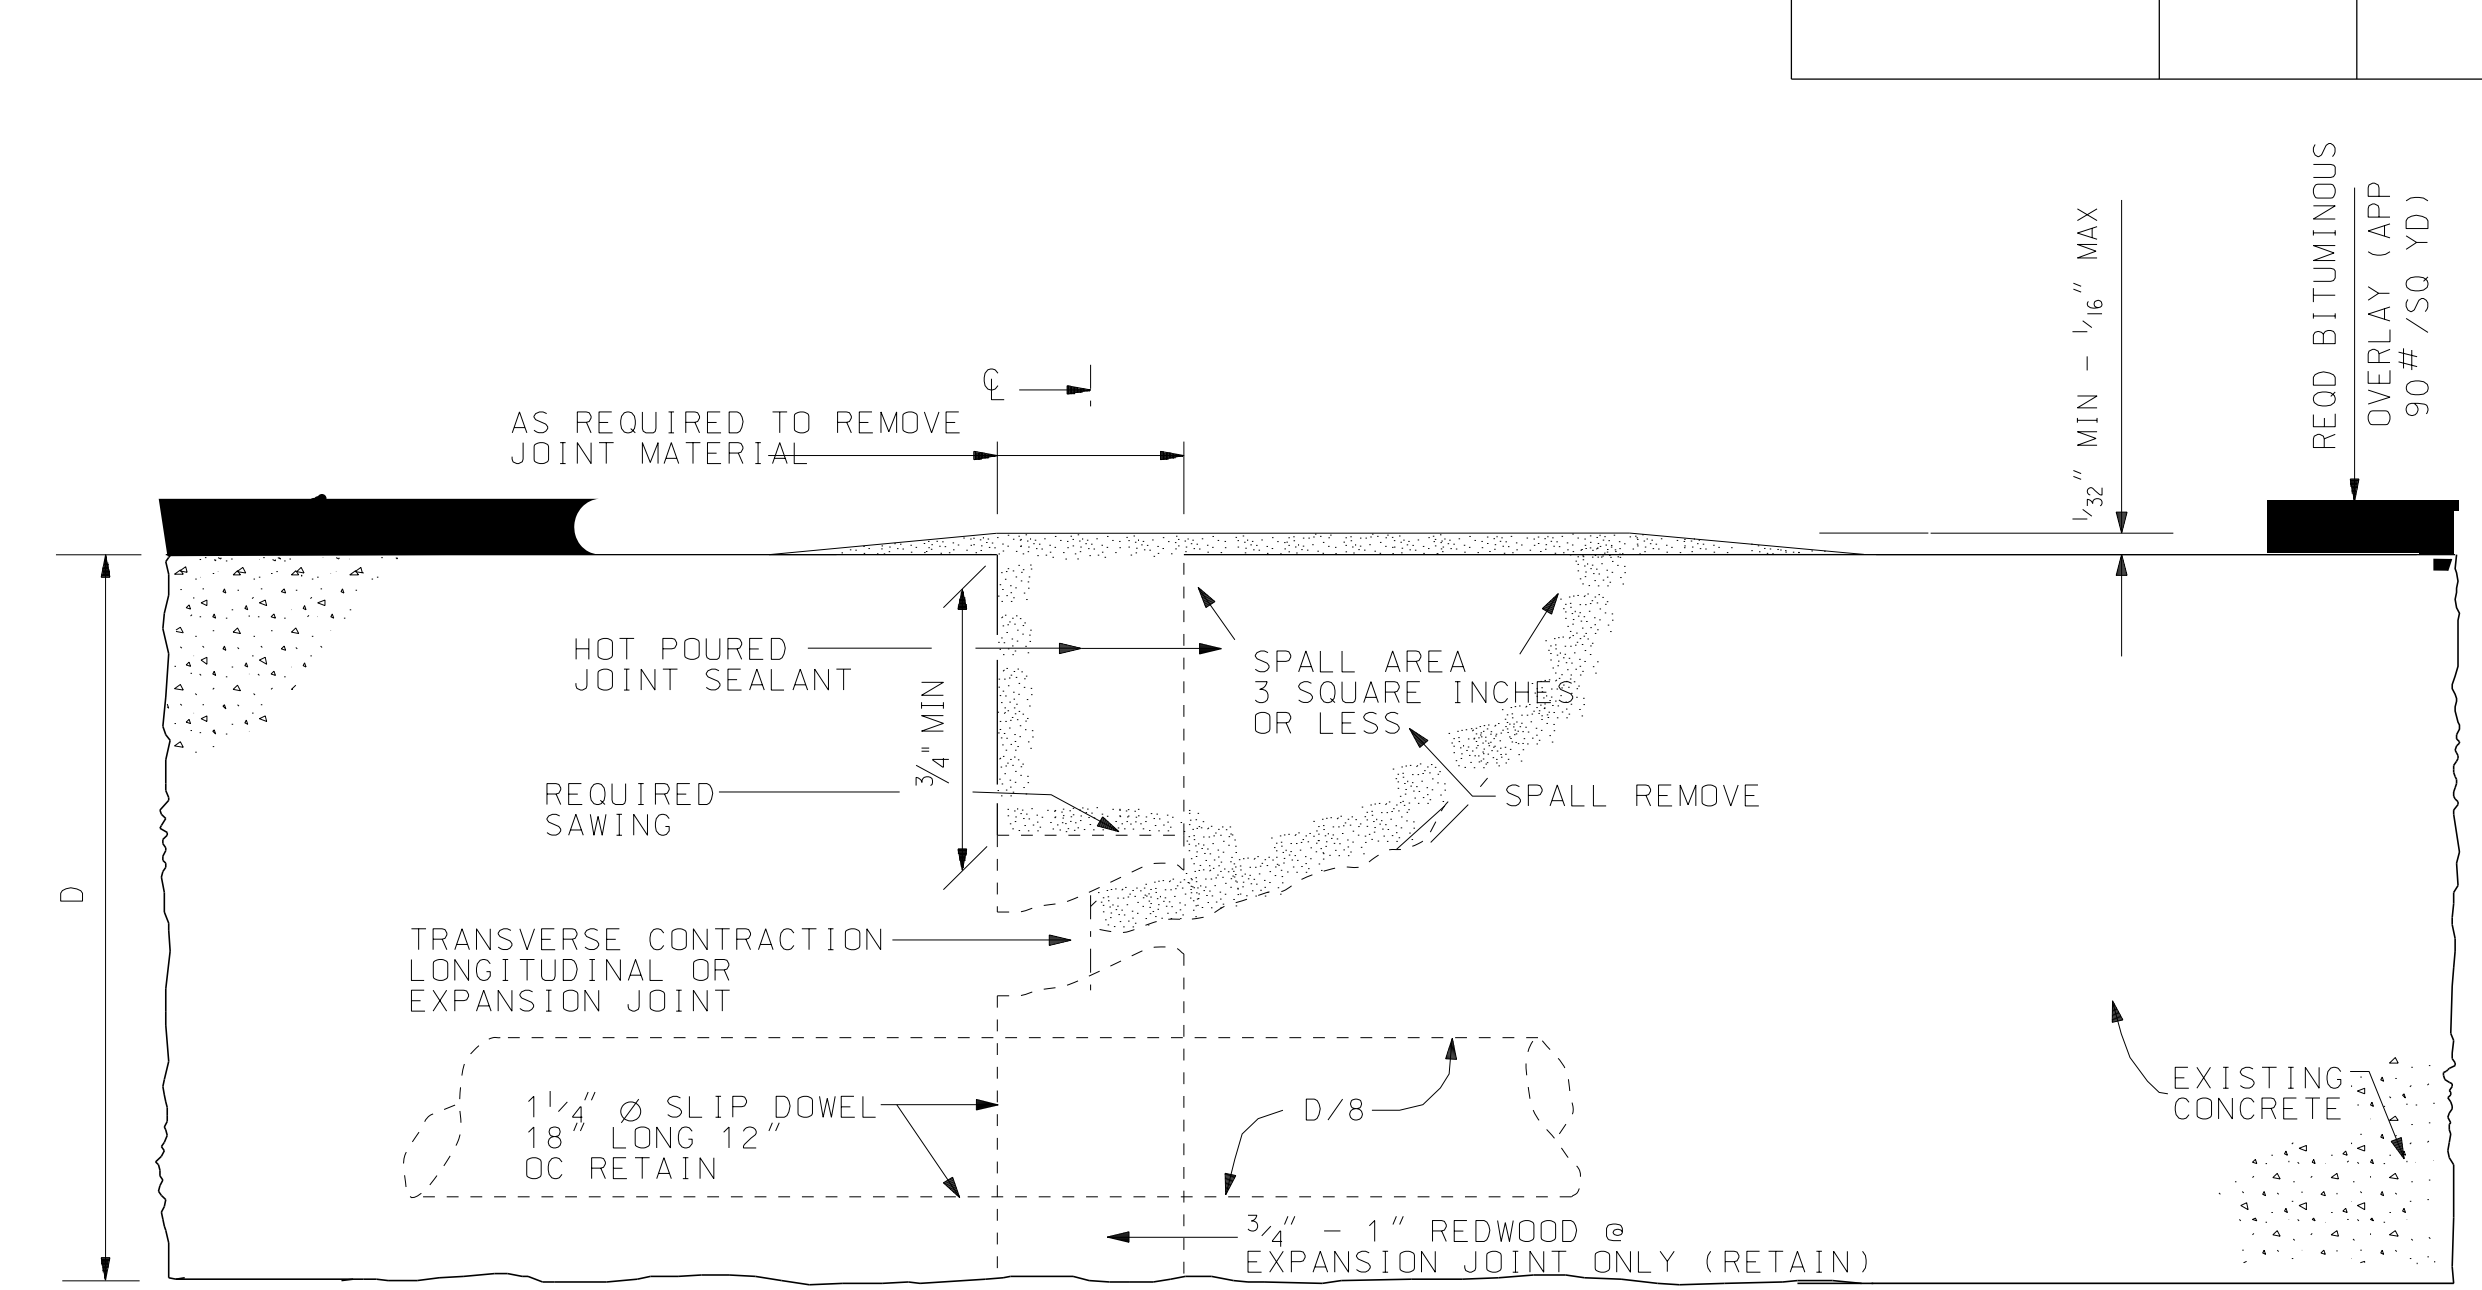 REQD BITUMINOUS
OVERLAY (APP
90#/SQ YD)
1/32" MIN - 1/16" MAX
℄
AS REQUIRED TO REMOVE
JOINT MATERIAL
HOT POURED
JOINT SEALANT
3/4" MIN
SPALL AREA
3 SQUARE INCHES
OR LESS
REQUIRED
SAWING
SPALL REMOVE
D
TRANSVERSE CONTRACTION
LONGITUDINAL OR
EXPANSION JOINT
1 1/4" Ø SLIP DOWEL
18" LONG 12"
OC RETAIN
D/8
EXISTING
CONCRETE
3/4" - 1" REDWOOD @
EXPANSION JOINT ONLY (RETAIN)